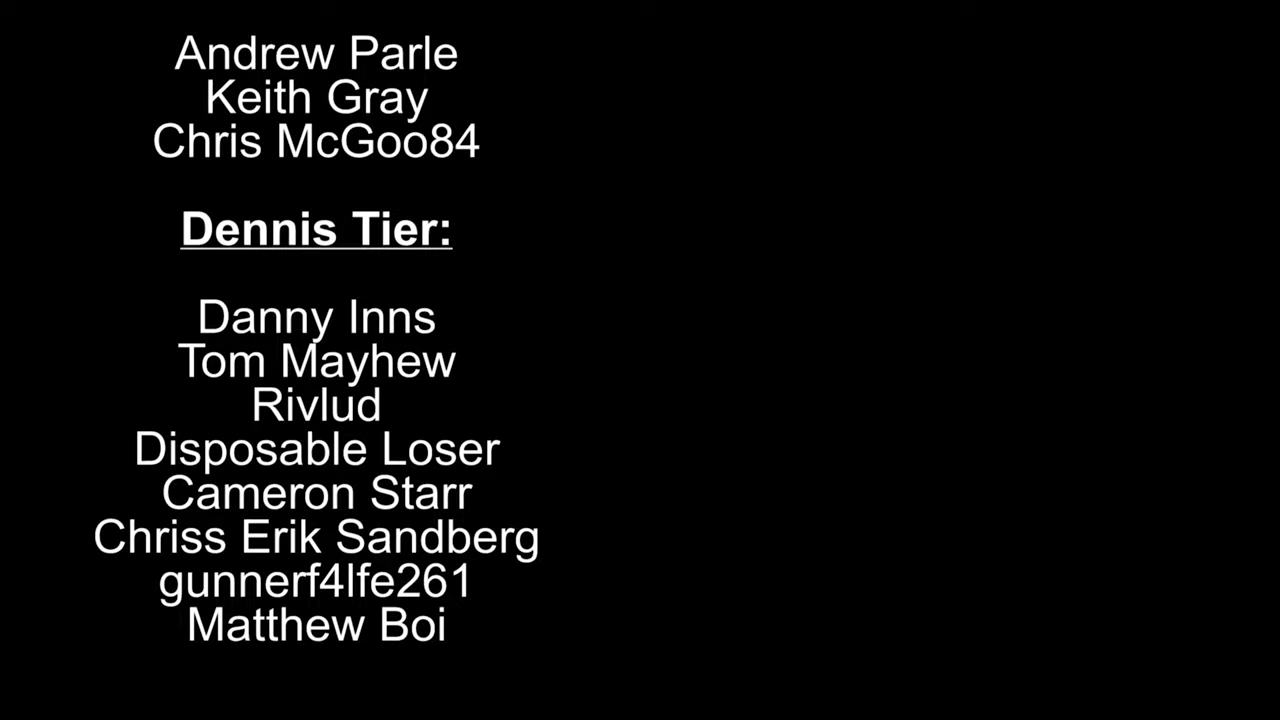 Andrew Parle
Keith Gray
Chris McGoo84
Dennis Tier:
Danny Inns
Tom Mayhew
Rivlud
Disposable Loser
Cameron Starr
Chriss Erik Sandberg
gunnerf4lfe261
Matthew Boi